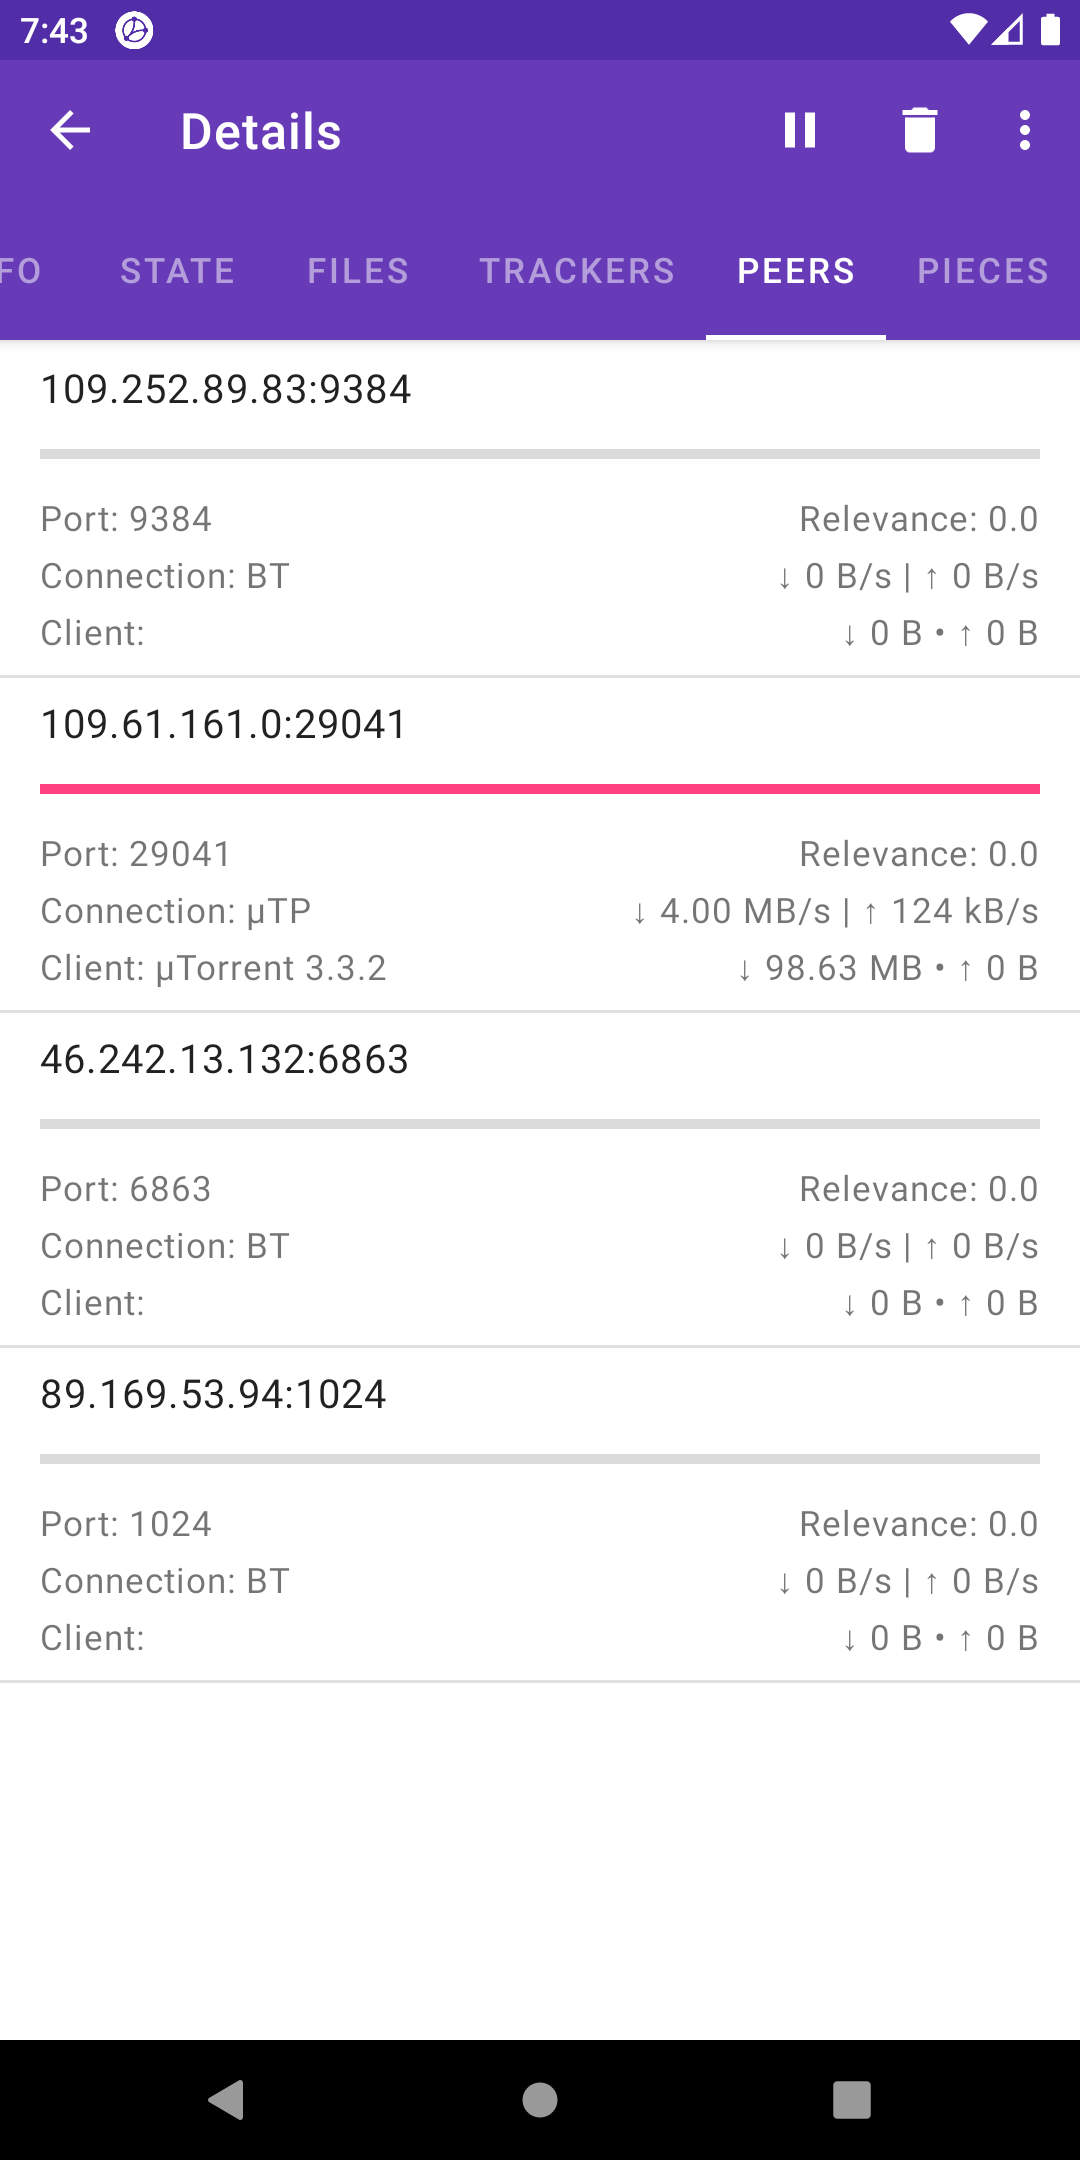 7:43
Details
FO STATE FILES TRACKERS PEERS PIECES
109.252.89.83:9384
Port: 9384 Relevance: 0.0
Connection: BT ↓ 0 B/s | ↑ 0 B/s
Client: ↓ 0 B • ↑ 0 B
109.61.161.0:29041
Port: 29041 Relevance: 0.0
Connection: µTP ↓ 4.00 MB/s | ↑ 124 kB/s
Client: µTorrent 3.3.2 ↓ 98.63 MB • ↑ 0 B
46.242.13.132:6863
Port: 6863 Relevance: 0.0
Connection: BT ↓ 0 B/s | ↑ 0 B/s
Client: ↓ 0 B • ↑ 0 B
89.169.53.94:1024
Port: 1024 Relevance: 0.0
Connection: BT ↓ 0 B/s | ↑ 0 B/s
Client: ↓ 0 B • ↑ 0 B